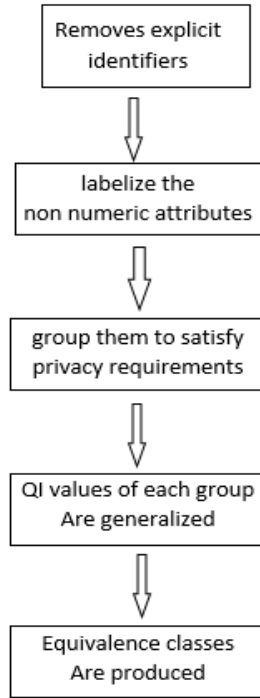 Removes explicit
identifiers
labelize the
non numeric attributes
group them to satisfy
privacy requirements
QI values of each group
Are generalized
Equivalence classes
Are produced